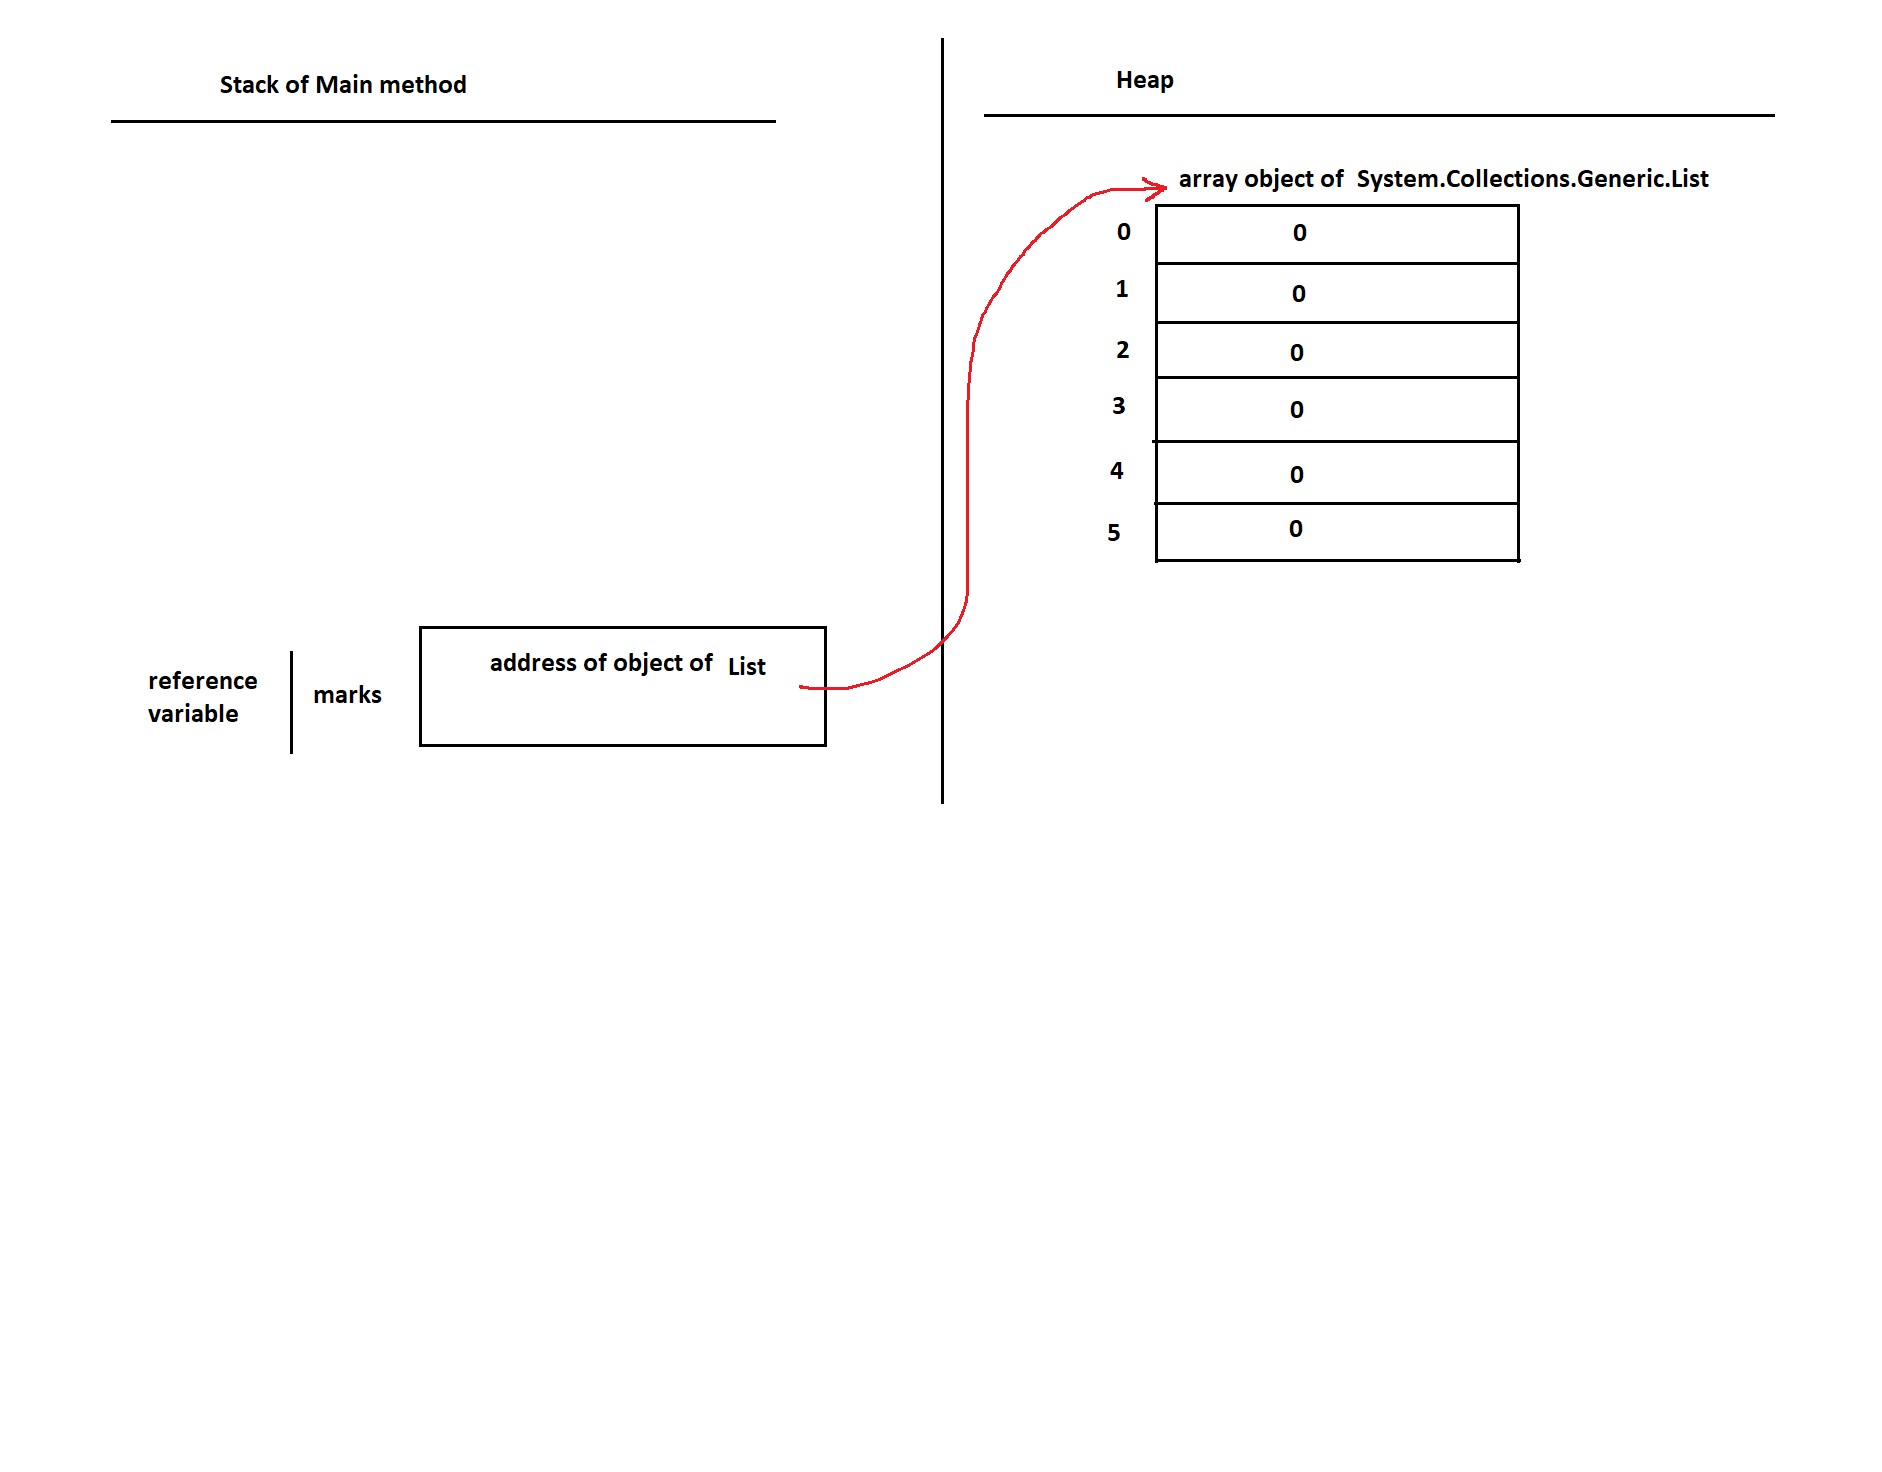 Stack of Main method
Heap
array object of System.Collections.Generic.List
0 0
1 0
2 0
3 0
4 0
5 0
reference
variable
marks
address of object of List